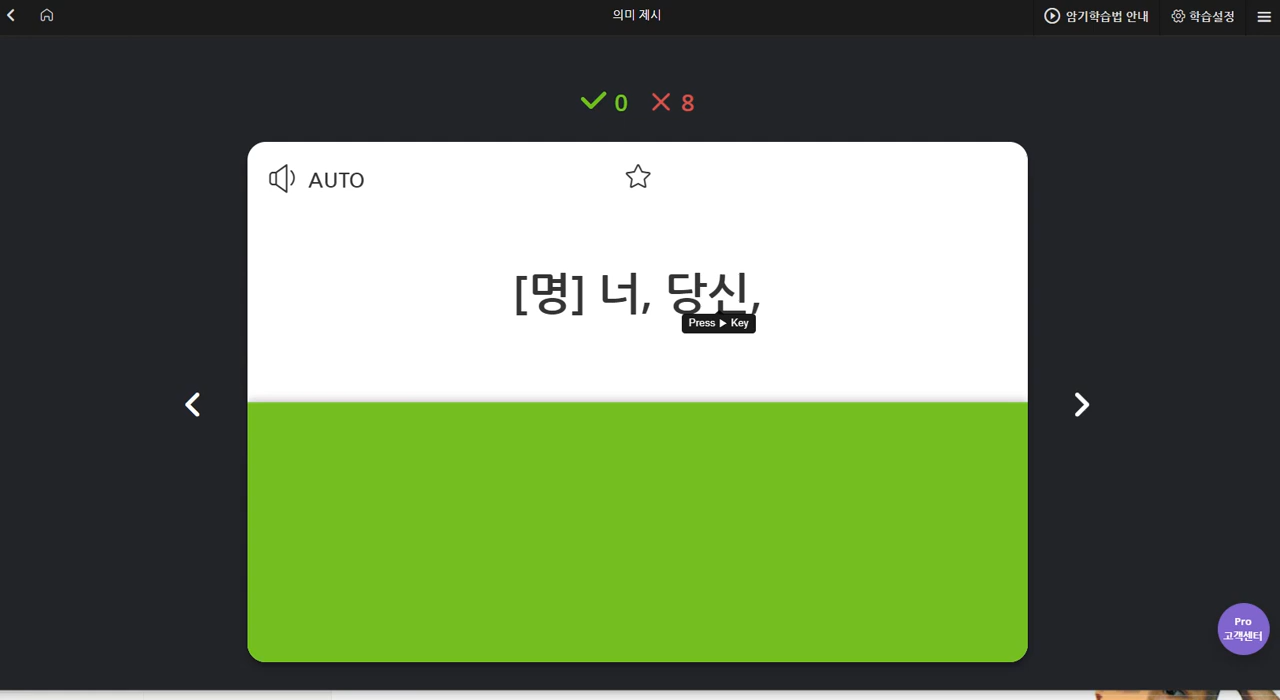 의미 제시
암기학습법 안내
학습설정
0
8
AUTO
[명] 너, 당신,
Press ▶ Key
Pro
고객센터